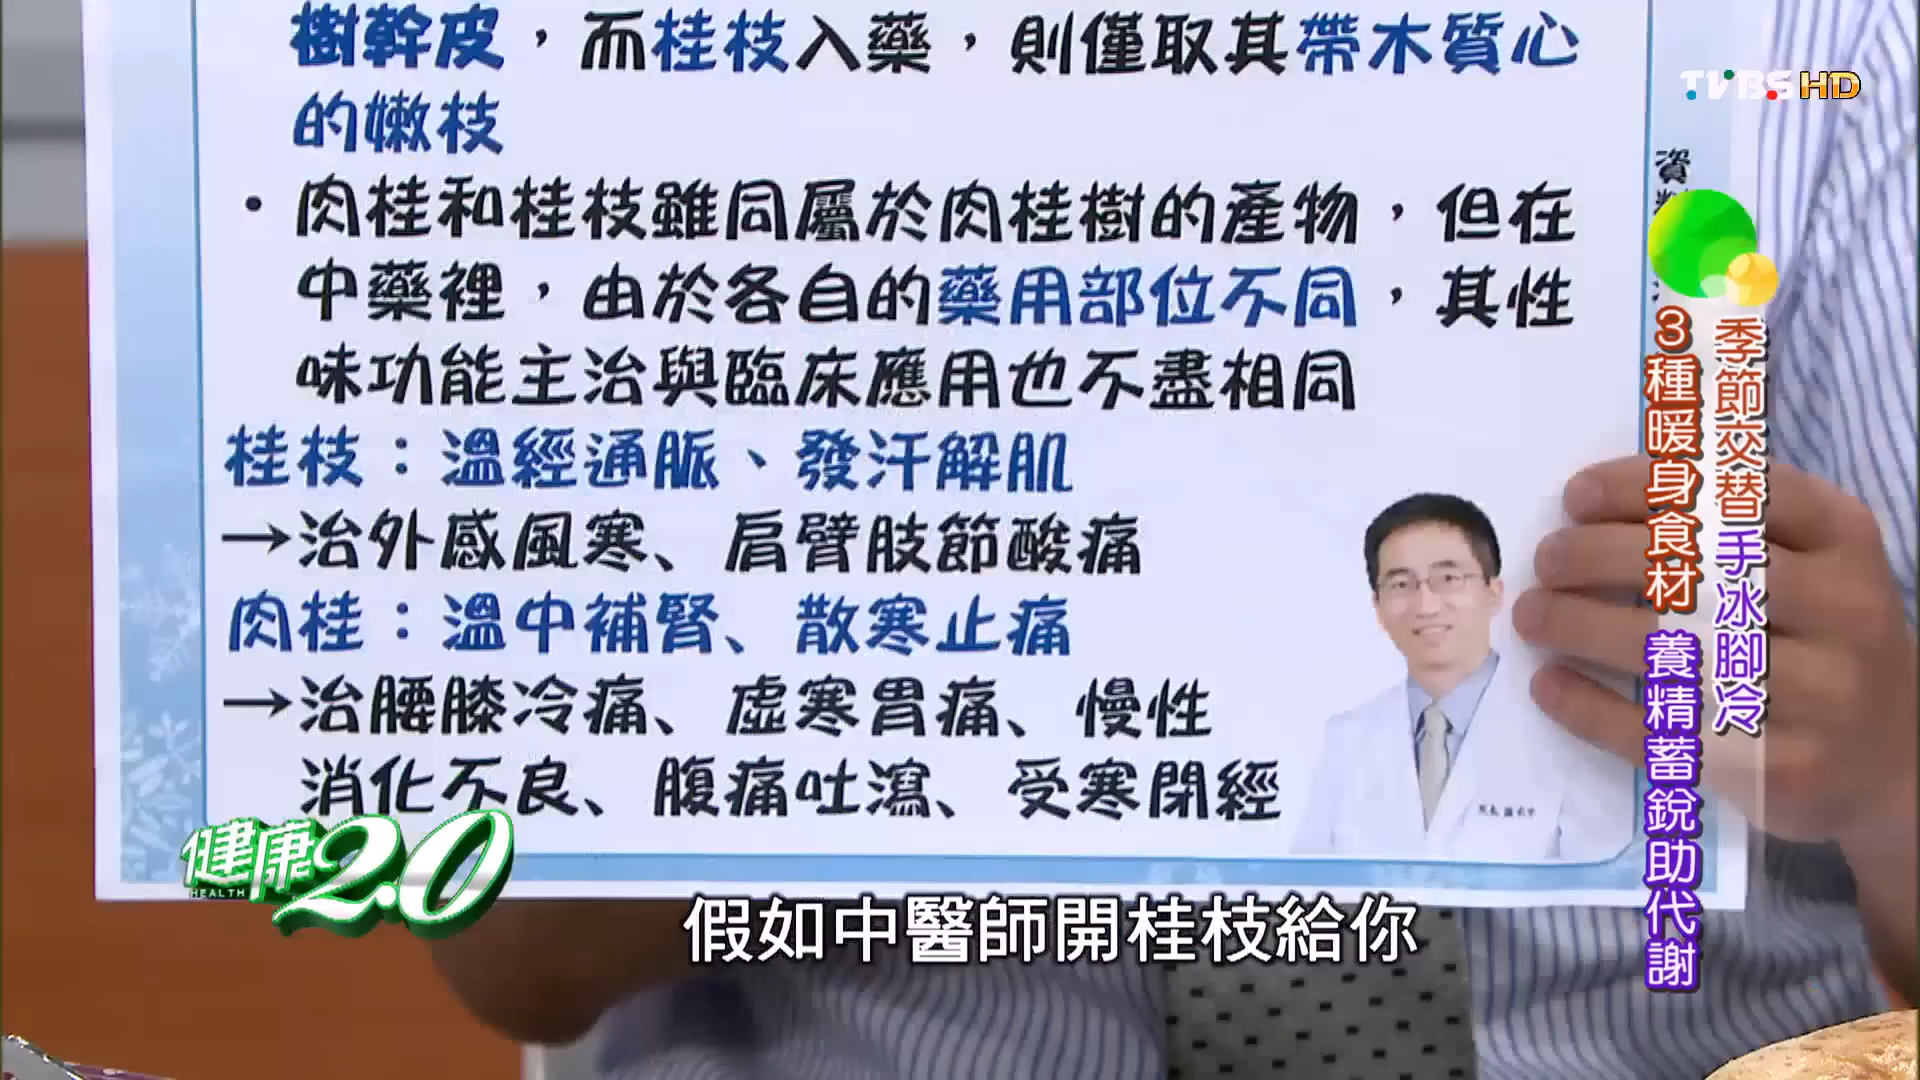 樹幹皮，而桂枝入藥，則僅取其帶木質心
的嫩枝
・肉桂和桂枝雖同屬於肉桂樹的產物，但在
中藥裡，由於各自的藥用部位不同，其性
味功能主治與臨床應用也不盡相同
桂枝：溫經通脈、發汗解肌
→治外感風寒、肩臂肢節酸痛
肉桂：溫中補腎、散寒止痛
→治腰膝冷痛、虛寒胃痛、慢性
消化不良、腹痛吐瀉、受寒閉經
TVBS HD
資料
季節交替手冰腳冷
3種暖身食材 養精蓄銳助代謝
健康2.0
HEALTH
假如中醫師開桂枝給你